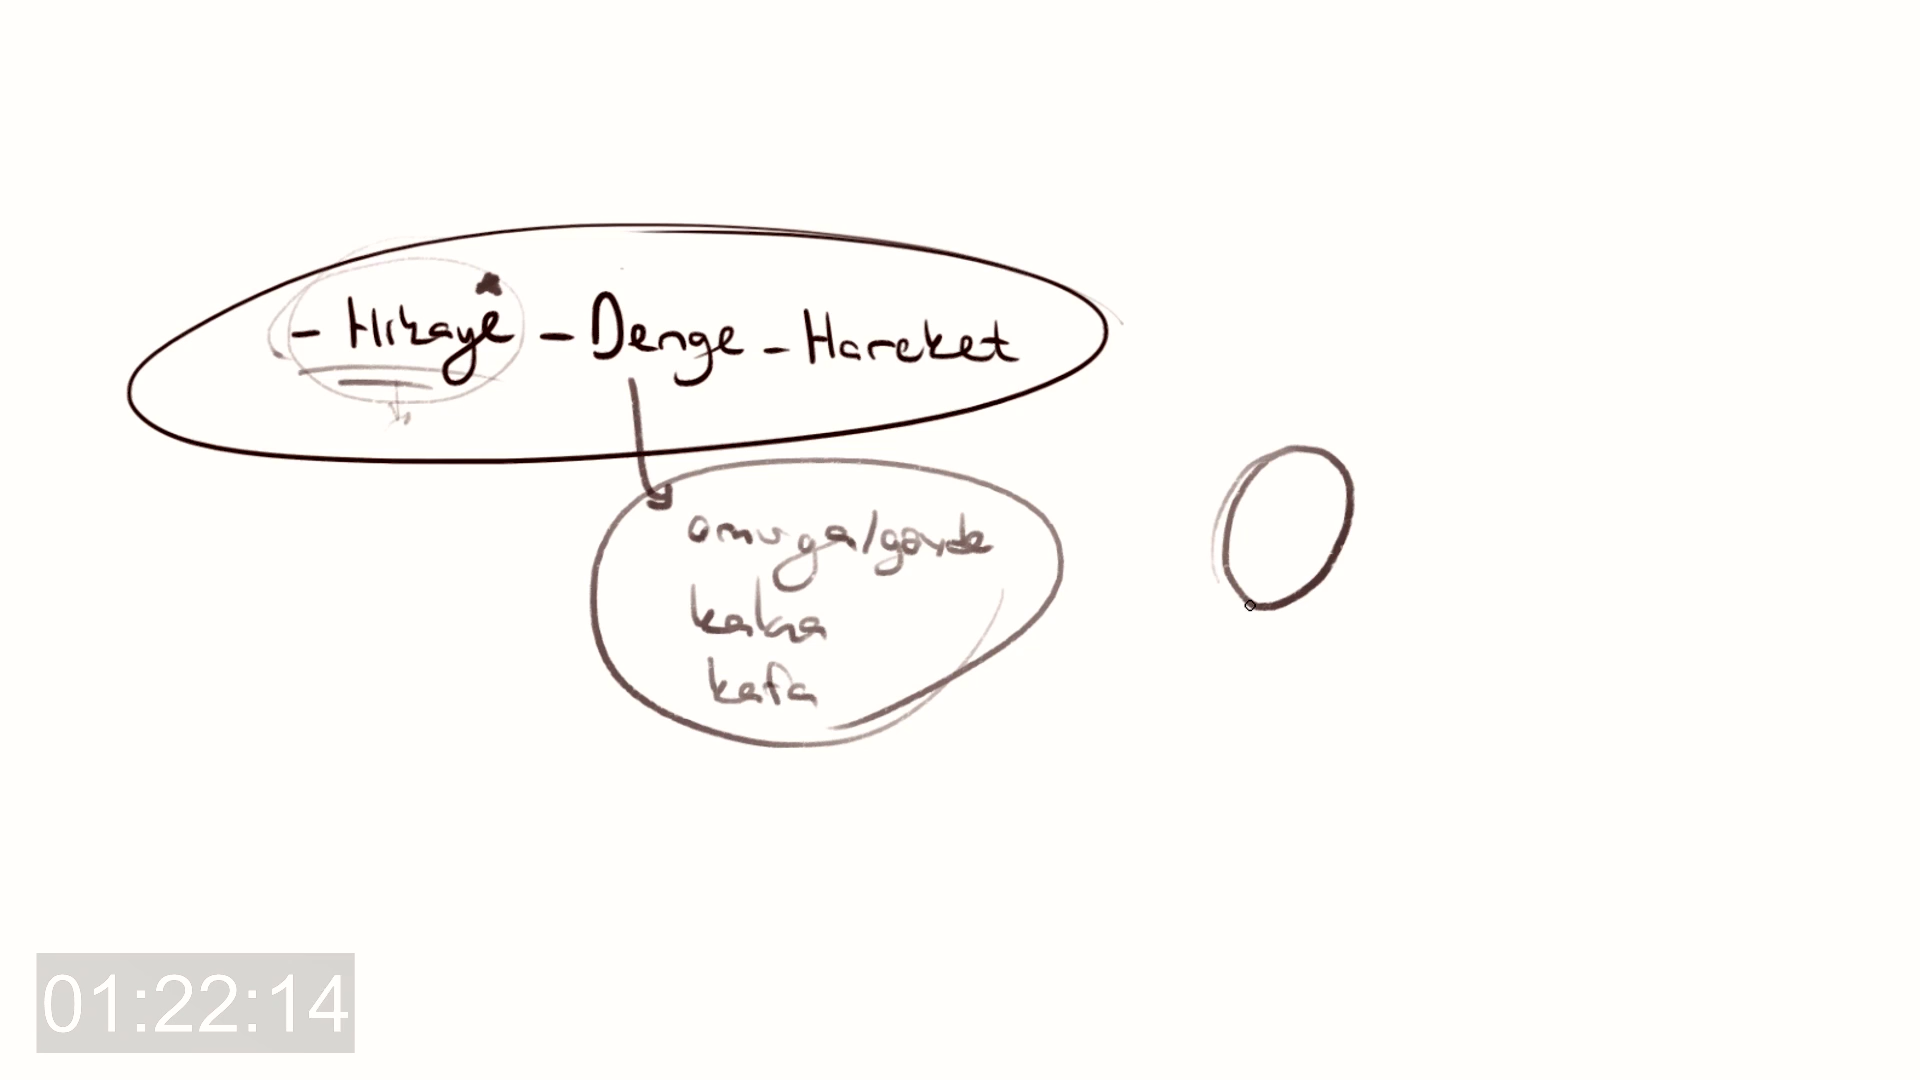 - Hikaye - Denge - Hareket
omurga/gövde
kalça
kafa
01:22:14